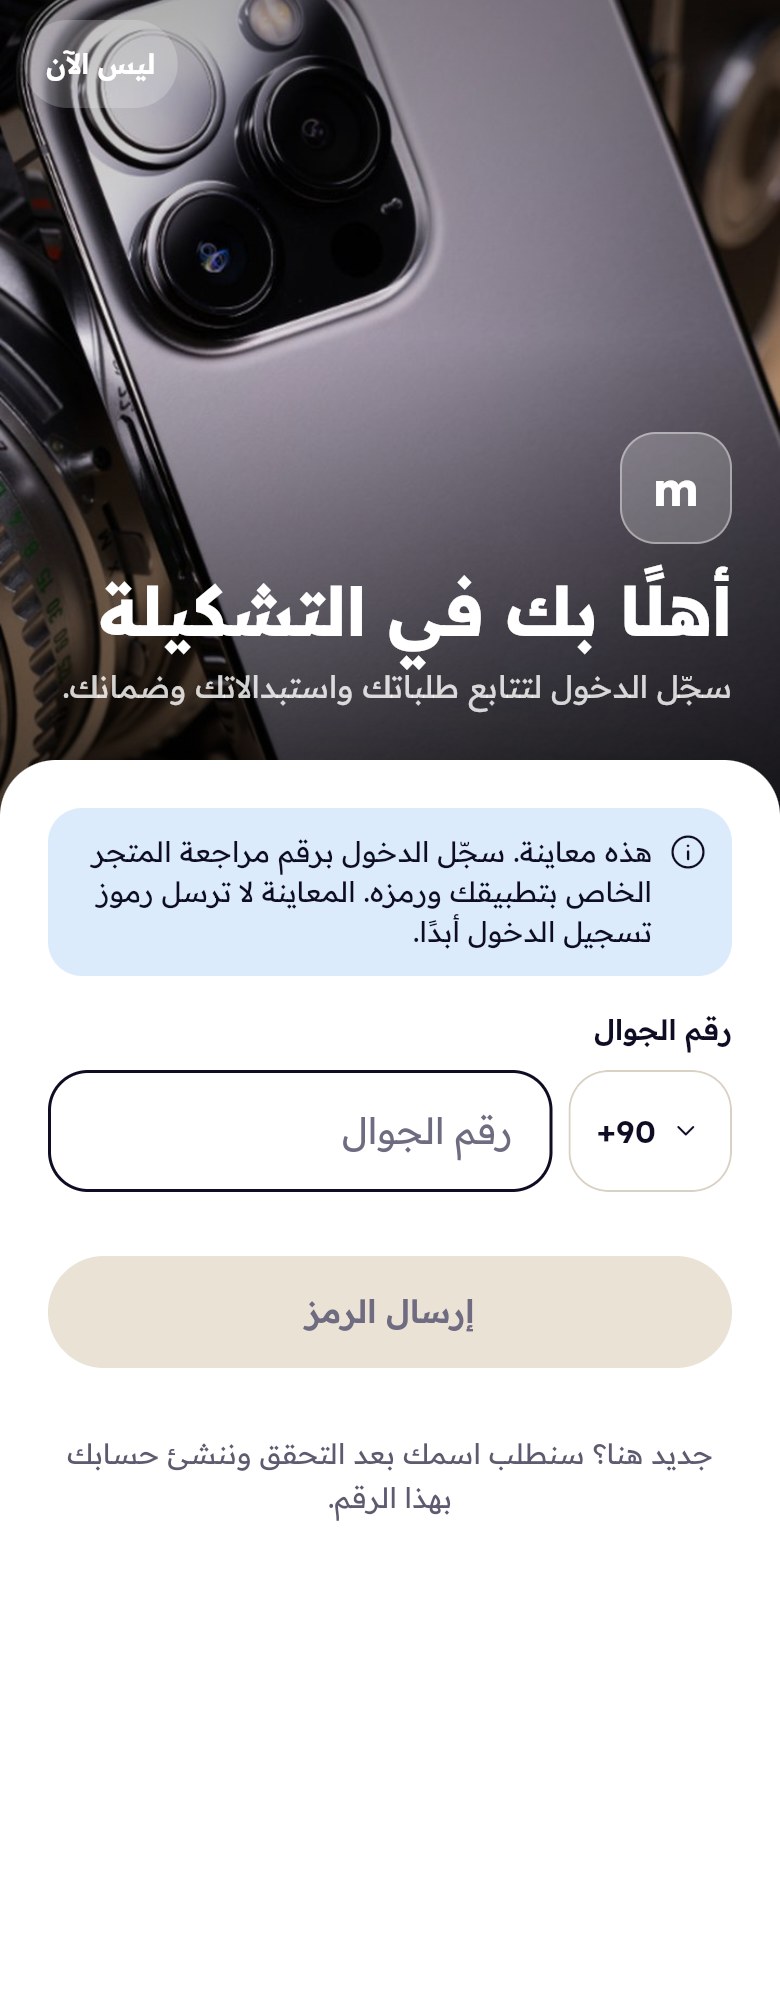 ليس الآن
m
أهلًا بك في التشكيلة
سجّل الدخول لتتابع طلباتك واستبدالاتك وضمانك.
هذه معاينة. سجّل الدخول برقم مراجعة المتجر
الخاص بتطبيقك ورمزه. المعاينة لا ترسل رموز
تسجيل الدخول أبدًا.
رقم الجوال
+90
رقم الجوال
إرسال الرمز
جديد هنا؟ سنطلب اسمك بعد التحقق وننشئ حسابك
بهذا الرقم.